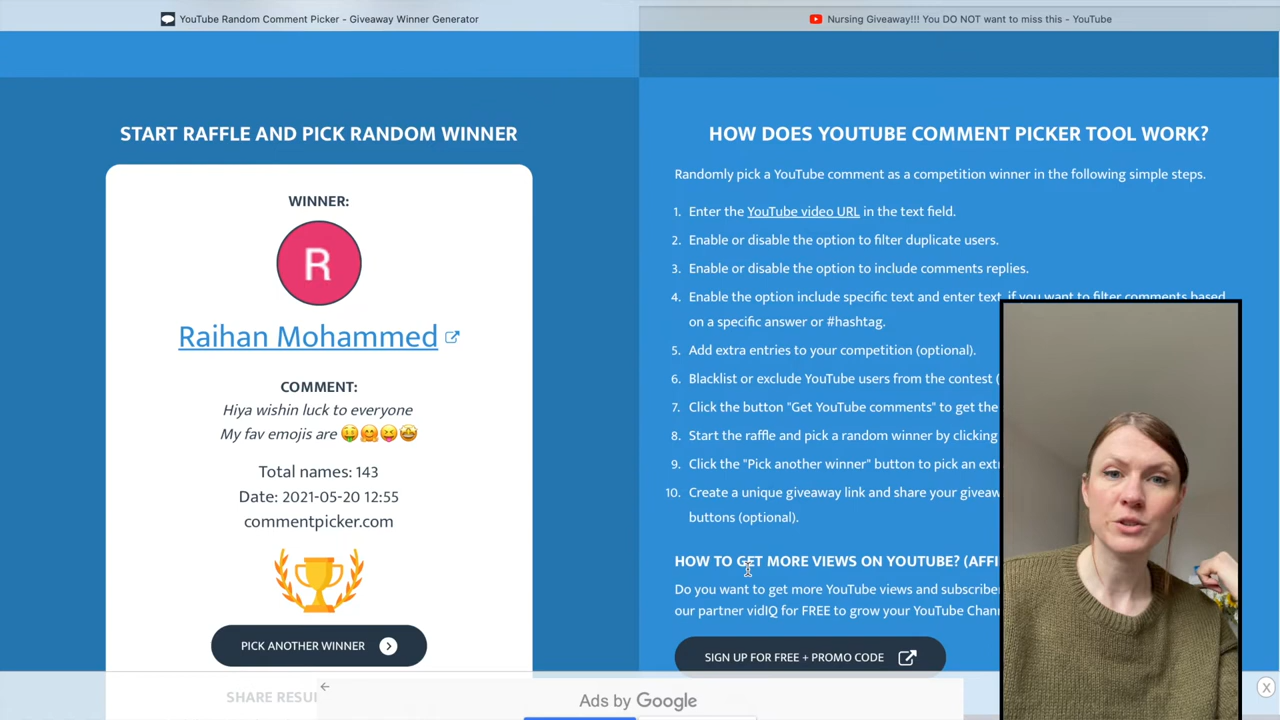 YouTube Random Comment Picker - Giveaway Winner Generator
Nursing Giveaway!!! You DO NOT want to miss this - YouTube
START RAFFLE AND PICK RANDOM WINNER
WINNER:
R
Raihan Mohammed
COMMENT:
Hiya wishin luck to everyone
My fav emojis are 🤑🤗😝🤩
Total names: 143
Date: 2021-05-20 12:55
commentpicker.com
PICK ANOTHER WINNER
SHARE RESU
HOW DOES YOUTUBE COMMENT PICKER TOOL WORK?
Randomly pick a YouTube comment as a competition winner in the following simple steps.
1. Enter the YouTube video URL in the text field.
2. Enable or disable the option to filter duplicate users.
3. Enable or disable the option to include comments replies.
4. Enable the option include specific text and enter text, if you want to filter comments based
on a specific answer or #hashtag.
5. Add extra entries to your competition (optional).
6. Blacklist or exclude YouTube users from the contest (
7. Click the button "Get YouTube comments" to get the
8. Start the raffle and pick a random winner by clicking
9. Click the "Pick another winner" button to pick an extr
10. Create a unique giveaway link and share your giveaw
buttons (optional).
HOW TO GET MORE VIEWS ON YOUTUBE? (AFFI
Do you want to get more YouTube views and subscribe
our partner vidIQ for FREE to grow your YouTube Chan
SIGN UP FOR FREE + PROMO CODE
Ads by Google
X